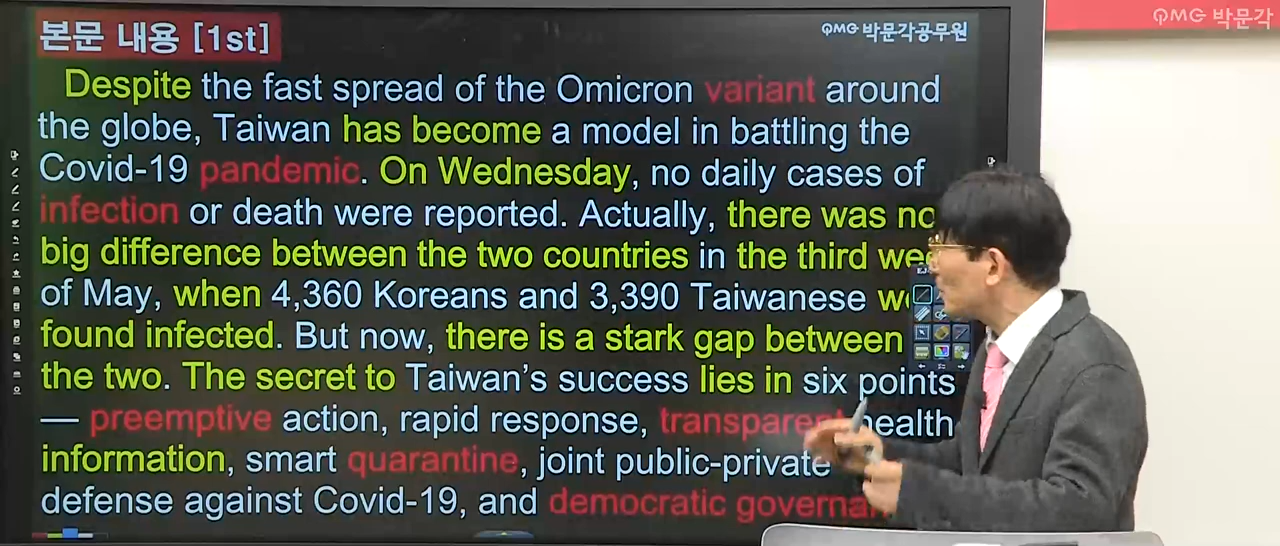 본문 내용 [1st]
QMG 박문각공무원
QMG 박문각
Despite the fast spread of the Omicron variant around
the globe, Taiwan has become a model in battling the
Covid-19 pandemic. On Wednesday, no daily cases of
infection or death were reported. Actually, there was no
big difference between the two countries in the third
of May, when 4,360 Koreans and 3,390 Taiwanese
found infected. But now, there is a stark gap between
the two. The secret to Taiwan's success lies in six points
— preemptive action, rapid response, transparent health
information, smart quarantine, joint public-private
defense against Covid-19, and democratic